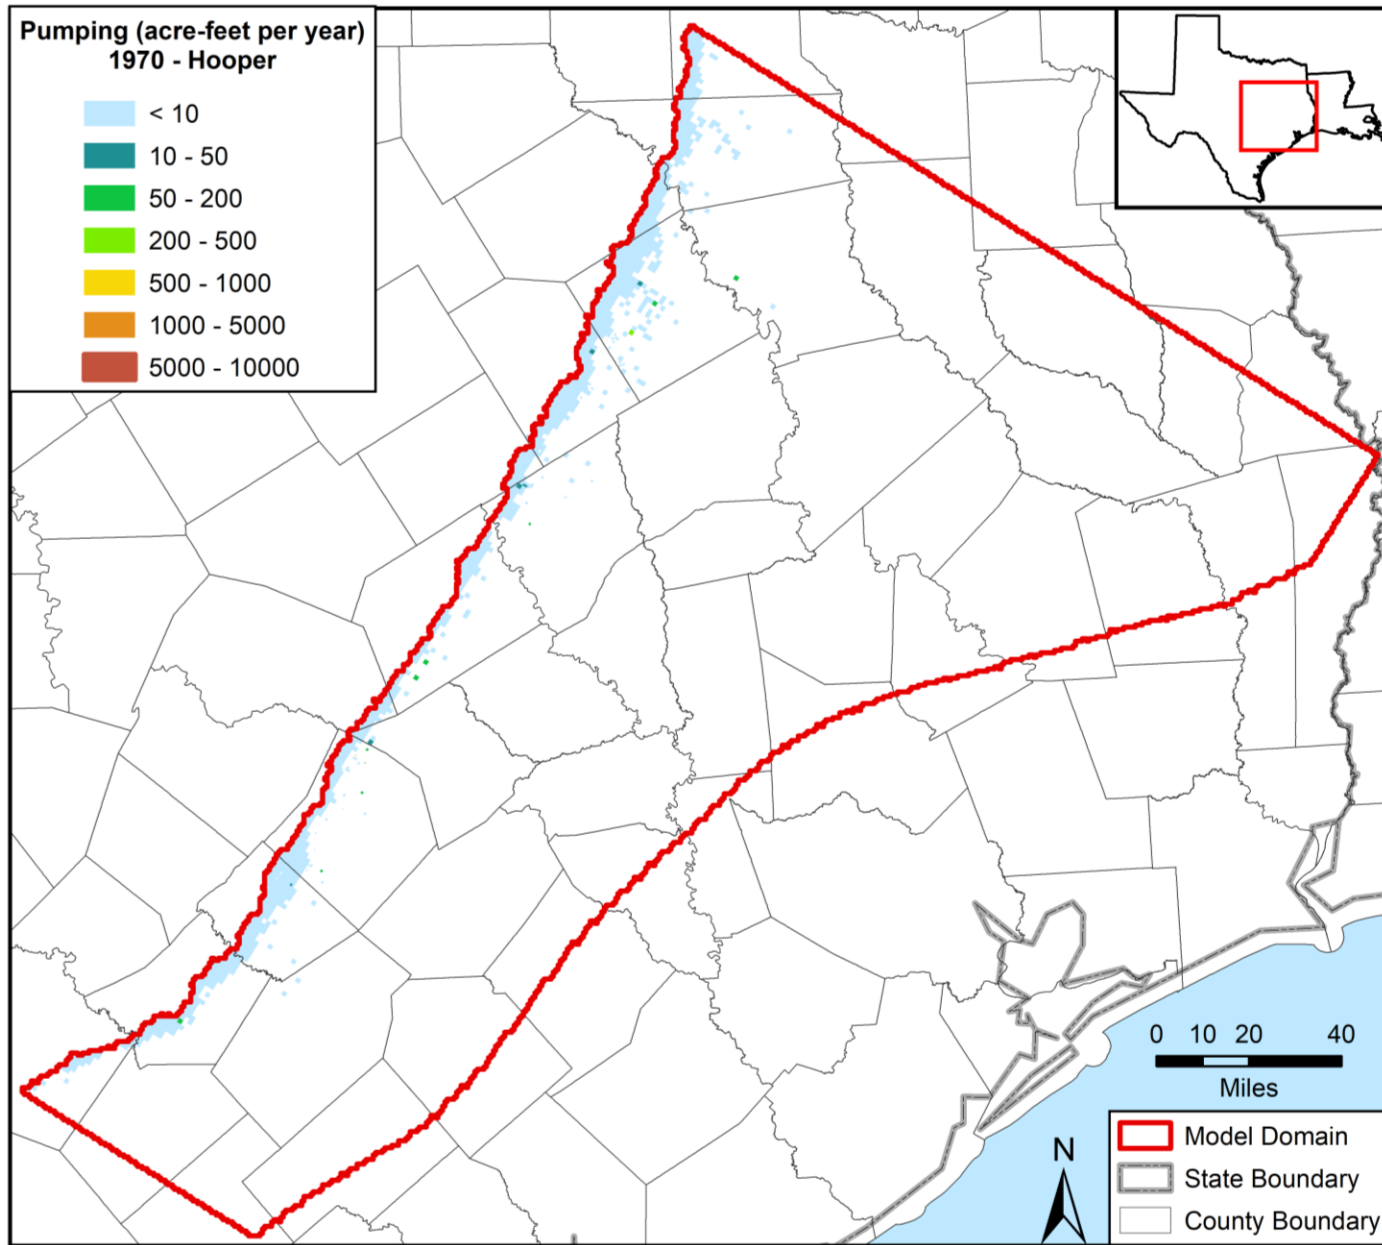 Pumping (acre-feet per year)
1970 - Hooper
< 10
10 - 50
50 - 200
200 - 500
500 - 1000
1000 - 5000
5000 - 10000
0 10 20 40
Miles
N
Model Domain
State Boundary
County Boundary